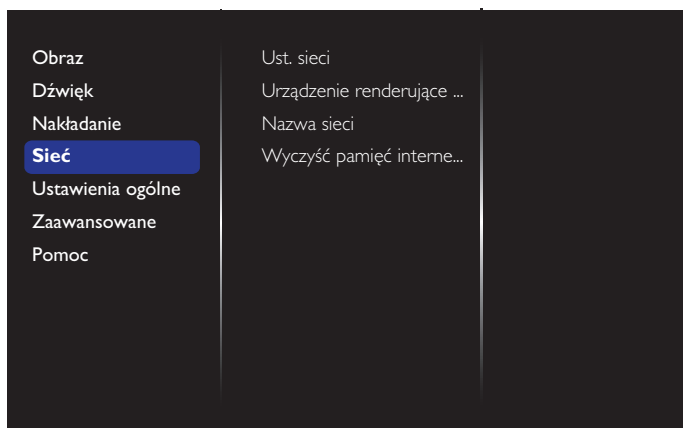 Obraz
Dźwięk
Nakładanie
Sieć
Ustawienia ogólne
Zaawansowane
Pomoc
Ust. sieci
Urządzenie renderujące ...
Nazwa sieci
Wyczyść pamięć interne...